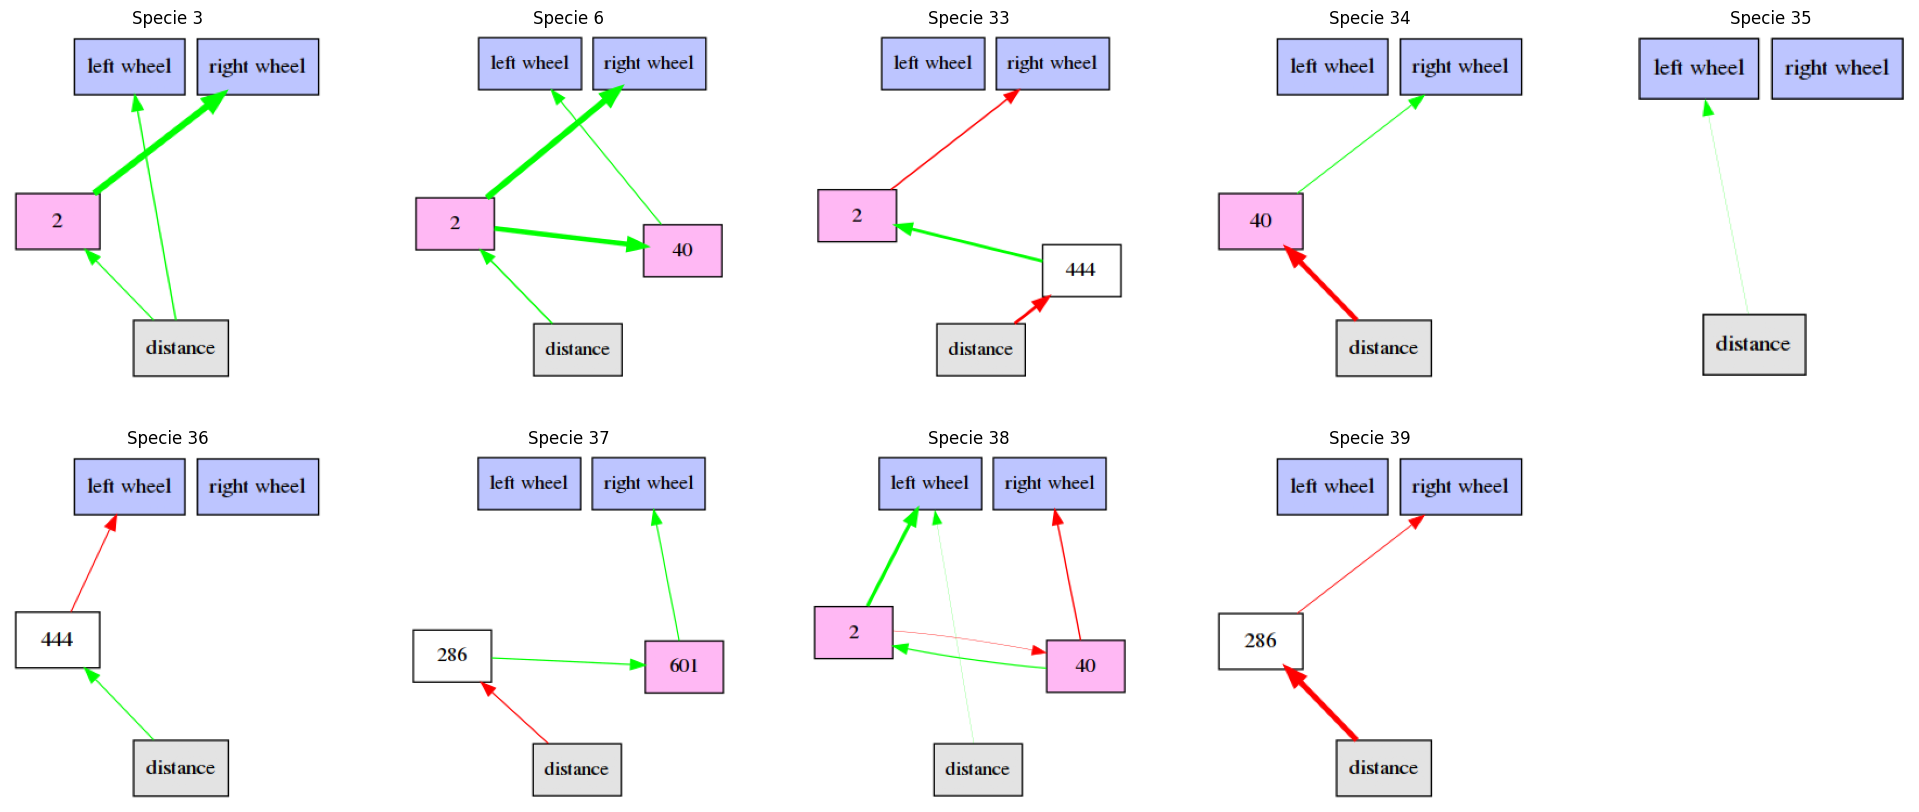 Specie 3
left wheel
right wheel
2
distance
Specie 6
left wheel
right wheel
2
40
distance
Specie 33
left wheel
right wheel
2
444
distance
Specie 34
left wheel
right wheel
40
distance
Specie 35
left wheel
right wheel
distance
Specie 36
left wheel
right wheel
444
distance
Specie 37
left wheel
right wheel
286
601
distance
Specie 38
left wheel
right wheel
2
40
distance
Specie 39
left wheel
right wheel
286
distance